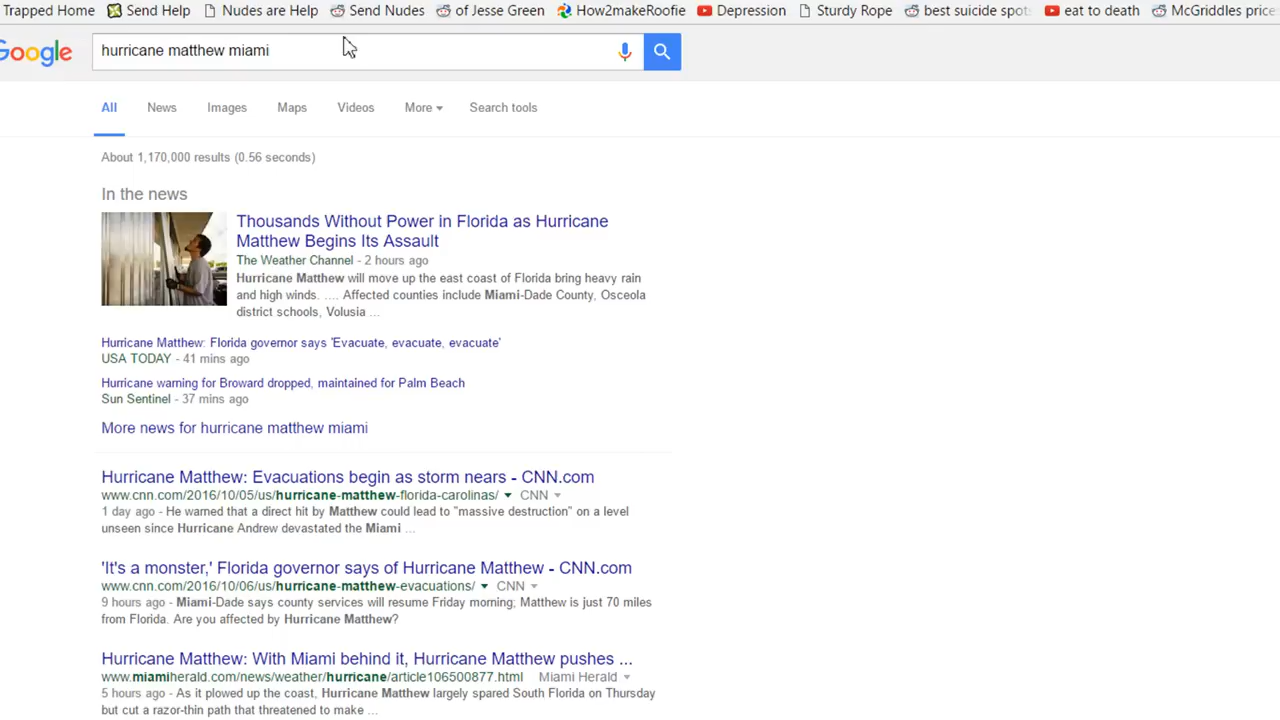 Trapped Home Send Help Nudes are Help Send Nudes of Jesse Green How2makeRoofie Depression Sturdy Rope best suicide spots eat to death McGriddles price
Google hurricane matthew miami
All News Images Maps Videos More Search tools
About 1,170,000 results (0.56 seconds)
In the news
Thousands Without Power in Florida as Hurricane
Matthew Begins Its Assault
The Weather Channel - 2 hours ago
Hurricane Matthew will move up the east coast of Florida bring heavy rain
and high winds. .... Affected counties include Miami-Dade County, Osceola
district schools, Volusia ...
Hurricane Matthew: Florida governor says 'Evacuate, evacuate, evacuate'
USA TODAY - 41 mins ago
Hurricane warning for Broward dropped, maintained for Palm Beach
Sun Sentinel - 37 mins ago
More news for hurricane matthew miami
Hurricane Matthew: Evacuations begin as storm nears - CNN.com
www.cnn.com/2016/10/05/us/hurricane-matthew-florida-carolinas/ CNN
1 day ago - He warned that a direct hit by Matthew could lead to "massive destruction" on a level
unseen since Hurricane Andrew devastated the Miami ...
'It's a monster,' Florida governor says of Hurricane Matthew - CNN.com
www.cnn.com/2016/10/06/us/hurricane-matthew-evacuations/ CNN
9 hours ago - Miami-Dade says county services will resume Friday morning; Matthew is just 70 miles
from Florida. Are you affected by Hurricane Matthew?
Hurricane Matthew: With Miami behind it, Hurricane Matthew pushes ...
www.miamiherald.com/news/weather/hurricane/article106500877.html Miami Herald
5 hours ago - As it plowed up the coast, Hurricane Matthew largely spared South Florida on Thursday
but cut a razor-thin path that threatened to make ...